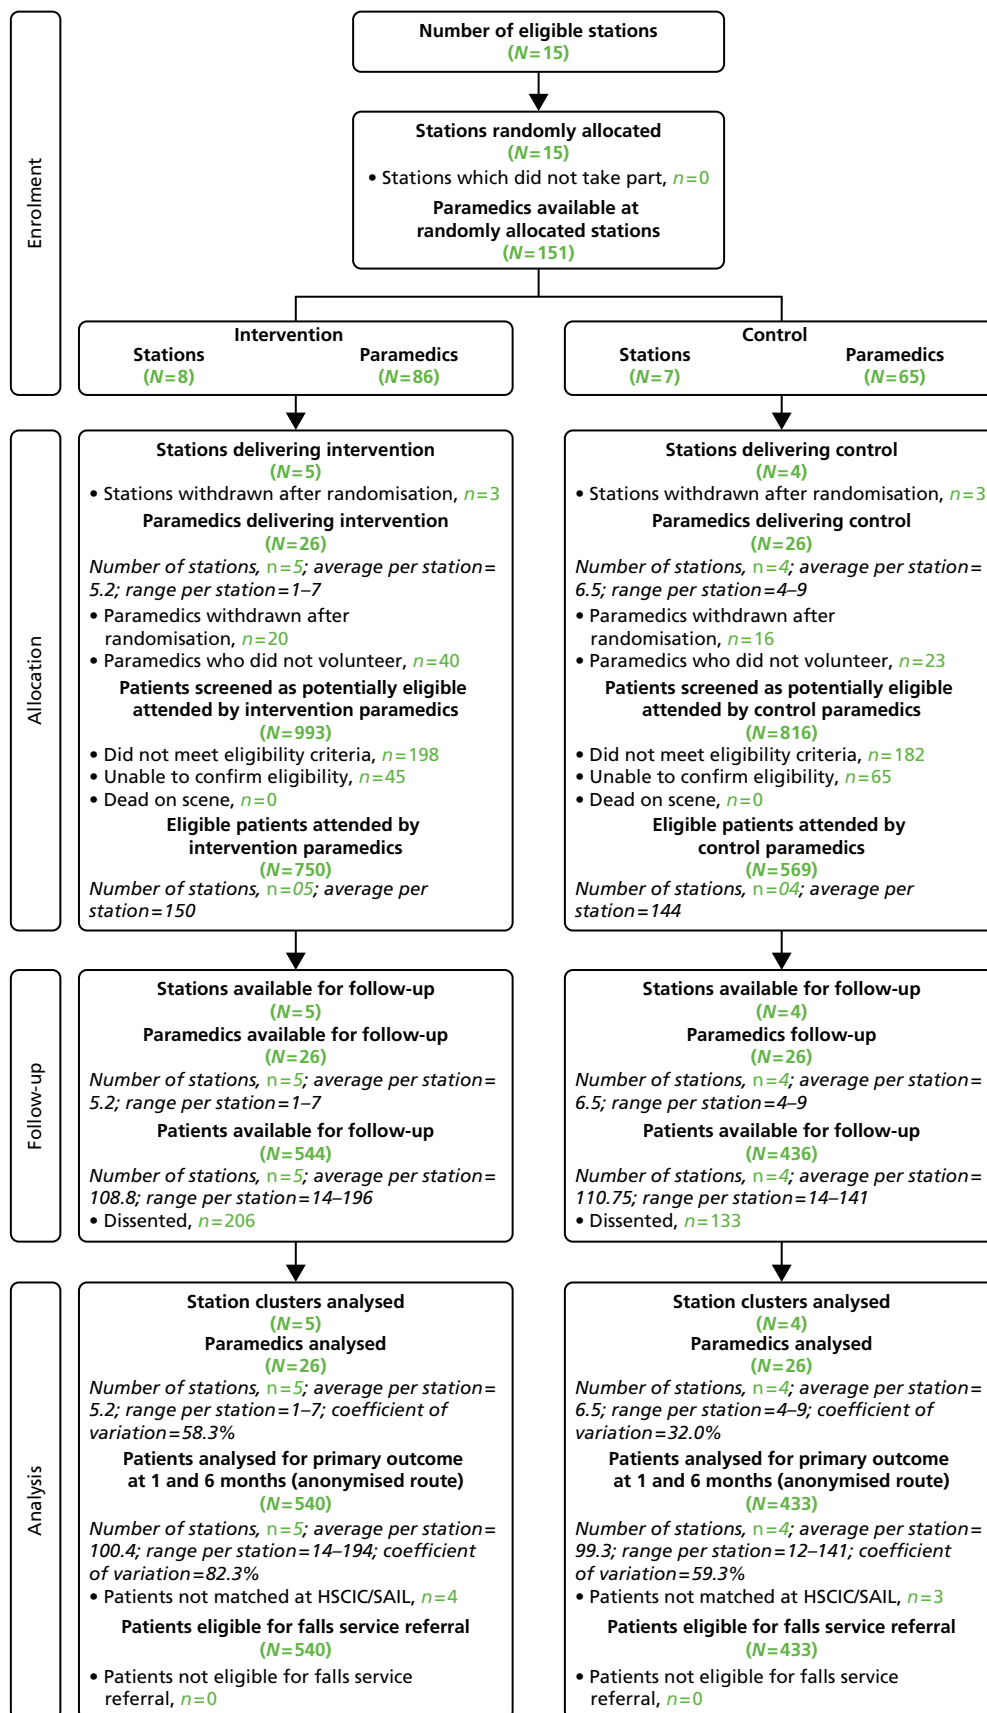 Enrolment
Number of eligible stations
(N=15)
Stations randomly allocated
(N=15)
• Stations which did not take part, n=0
Paramedics available at
randomly allocated stations
(N=151)
Intervention
Stations Paramedics
(N=8) (N=86)
Control
Stations Paramedics
(N=7) (N=65)
Allocation
Stations delivering intervention
(N=5)
• Stations withdrawn after randomisation, n=3
Paramedics delivering intervention
(N=26)
Number of stations, n=5; average per station=
5.2; range per station=1–7
• Paramedics withdrawn after
randomisation, n=20
• Paramedics who did not volunteer, n=40
Patients screened as potentially eligible
attended by intervention paramedics
(N=993)
• Did not meet eligibility criteria, n=198
• Unable to confirm eligibility, n=45
• Dead on scene, n=0
Eligible patients attended by
intervention paramedics
(N=750)
Number of stations, n=05; average per
station=150
Stations delivering control
(N=4)
• Stations withdrawn after randomisation, n=3
Paramedics delivering control
(N=26)
Number of stations, n=4; average per station=
6.5; range per station=4–9
• Paramedics withdrawn after
randomisation, n=16
• Paramedics who did not volunteer, n=23
Patients screened as potentially eligible
attended by control paramedics
(N=816)
• Did not meet eligibility criteria, n=182
• Unable to confirm eligibility, n=65
• Dead on scene, n=0
Eligible patients attended by
control paramedics
(N=569)
Number of stations, n=04; average per
station=144
Follow-up
Stations available for follow-up
(N=5)
Paramedics available for follow-up
(N=26)
Number of stations, n=5; average per station=
5.2; range per station=1–7
Patients available for follow-up
(N=544)
Number of stations, n=5; average per station=
108.8; range per station=14–196
• Dissented, n=206
Stations available for follow-up
(N=4)
Paramedics follow-up
(N=26)
Number of stations, n=4; average per station=
6.5; range per station=4–9
Patients available for follow-up
(N=436)
Number of stations, n=4; average per station=
110.75; range per station=14–141
• Dissented, n=133
Analysis
Station clusters analysed
(N=5)
Paramedics analysed
(N=26)
Number of stations, n=5; average per station=
5.2; range per station=1–7; coefficient of
variation=58.3%
Patients analysed for primary outcome
at 1 and 6 months (anonymised route)
(N=540)
Number of stations, n=5; average per station=
100.4; range per station=14–194; coefficient
of variation=82.3%
• Patients not matched at HSCIC/SAIL, n=4
Patients eligible for falls service referral
(N=540)
• Patients not eligible for falls service
referral, n=0
Station clusters analysed
(N=4)
Paramedics analysed
(N=26)
Number of stations, n=4; average per station=
6.5; range per station=4–9; coefficient of
variation=32.0%
Patients analysed for primary outcome
at 1 and 6 months (anonymised route)
(N=433)
Number of stations, n=4; average per station=
99.3; range per station=12–141; coefficient
of variation=59.3%
• Patients not matched at HSCIC/SAIL, n=3
Patients eligible for falls service referral
(N=433)
• Patients not eligible for falls service
referral, n=0